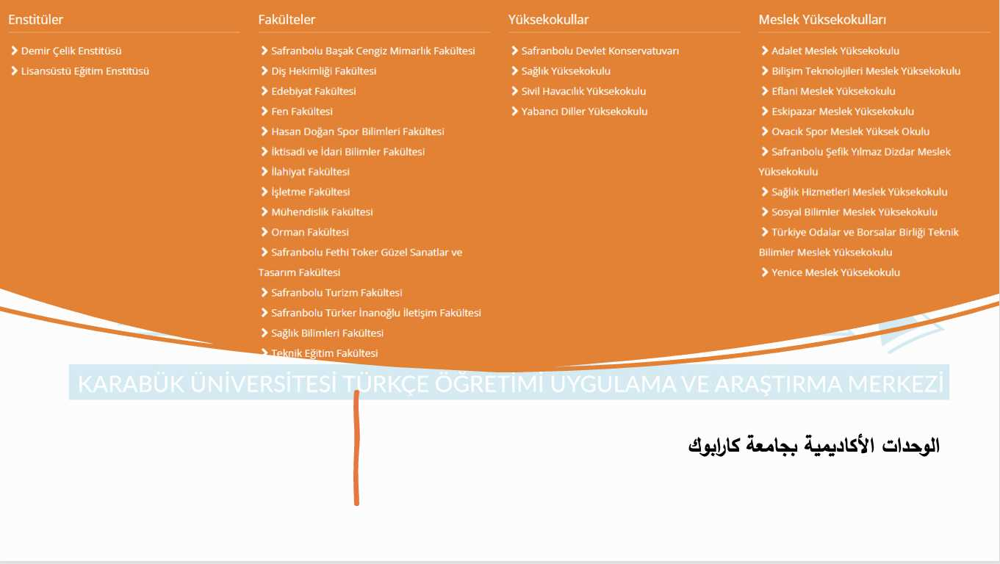 Enstitüler
Demir Çelik Enstitüsü
Lisansüstü Eğitim Enstitüsü
Fakülteler
Safranbolu Başak Cengiz Mimarlık Fakültesi
Diş Hekimliği Fakültesi
Edebiyat Fakültesi
Fen Fakültesi
Hasan Doğan Spor Bilimleri Fakültesi
İktisadi ve İdari Bilimler Fakültesi
İlahiyat Fakültesi
İşletme Fakültesi
Mühendislik Fakültesi
Orman Fakültesi
Safranbolu Fethi Toker Güzel Sanatlar ve
Tasarım Fakültesi
Safranbolu Turizm Fakültesi
Safranbolu Türker İnanoğlu İletişim Fakültesi
Sağlık Bilimleri Fakültesi
Teknik Eğitim Fakültesi
Yüksekokullar
Safranbolu Devlet Konservatuvarı
Sağlık Yüksekokulu
Sivil Havacılık Yüksekokulu
Yabancı Diller Yüksekokulu
Meslek Yüksekokulları
Adalet Meslek Yüksekokulu
Bilişim Teknolojileri Meslek Yüksekokulu
Eflani Meslek Yüksekokulu
Eskipazar Meslek Yüksekokulu
Ovacık Spor Meslek Yüksek Okulu
Safranbolu Şefik Yılmaz Dizdar Meslek
Yüksekokulu
Sağlık Hizmetleri Meslek Yüksekokulu
Sosyal Bilimler Meslek Yüksekokulu
Türkiye Odalar ve Borsalar Birliği Teknik
Bilimler Meslek Yüksekokulu
Yenice Meslek Yüksekokulu
KARABÜK ÜNİVERSİTESİ TÜRKÇE ÖĞRETİMİ UYGULAMA VE ARAŞTIRMA MERKEZİ
الوحدات الأكاديمية بجامعة كارابوك